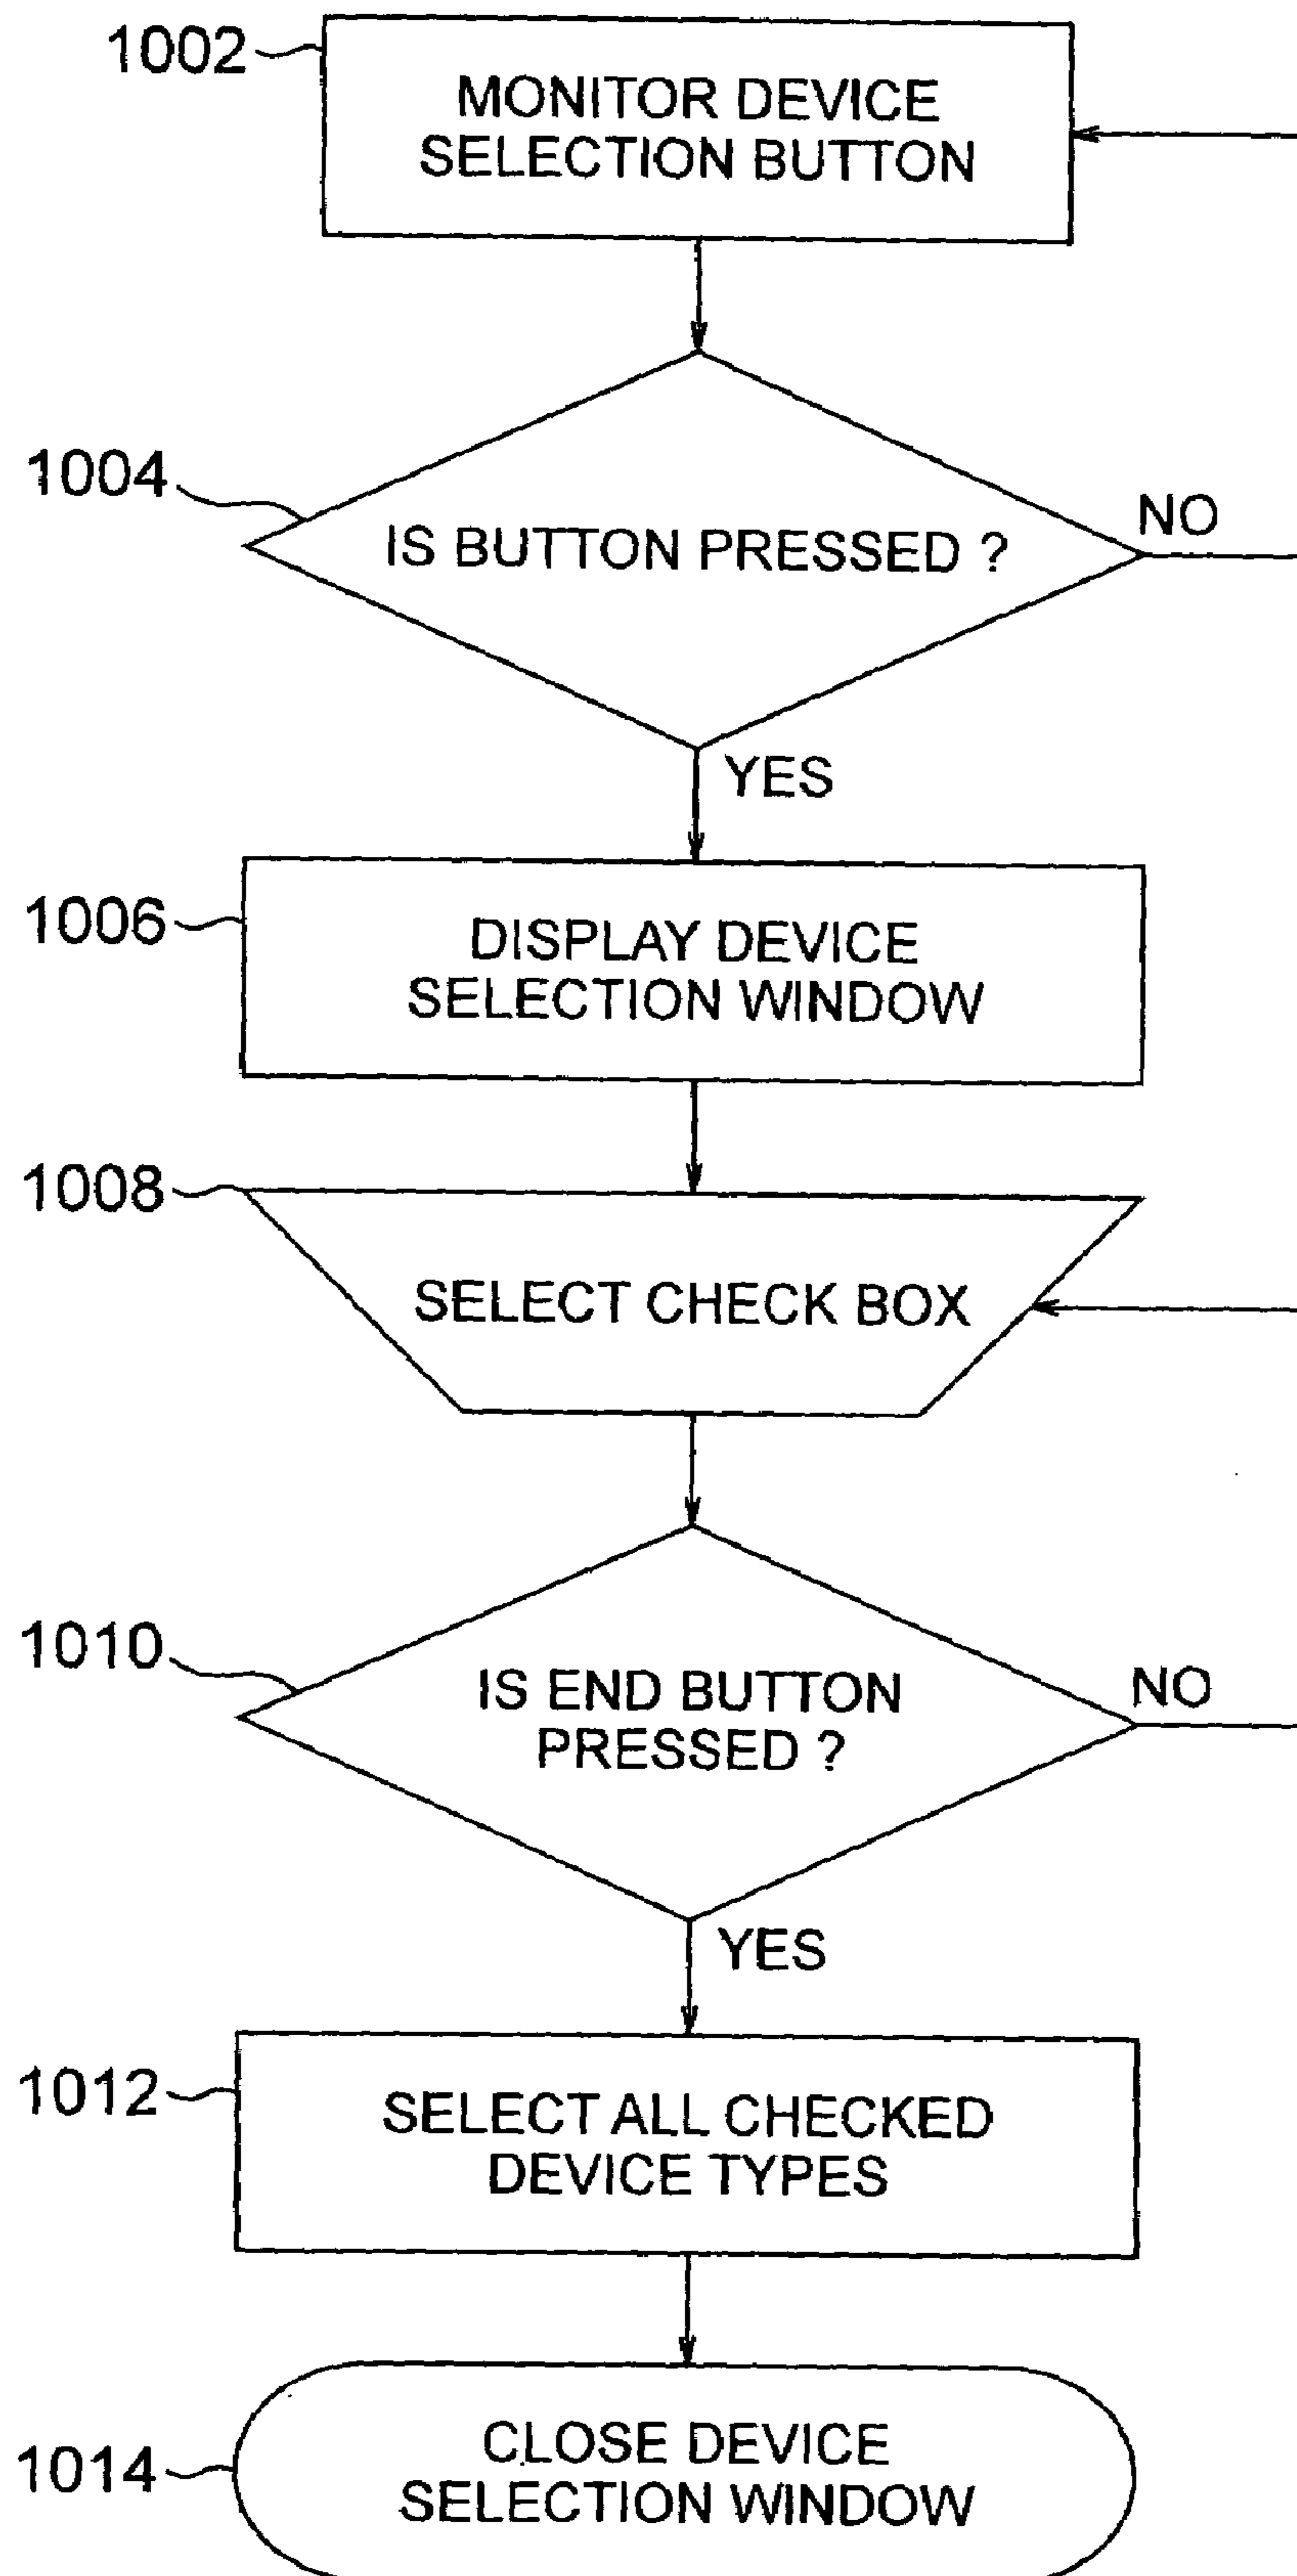 1002
MONITOR DEVICE
SELECTION BUTTON
1004
IS BUTTON PRESSED ?
NO
YES
1006
DISPLAY DEVICE
SELECTION WINDOW
1008
SELECT CHECK BOX
1010
IS END BUTTON
PRESSED ?
NO
YES
1012
SELECT ALL CHECKED
DEVICE TYPES
1014
CLOSE DEVICE
SELECTION WINDOW